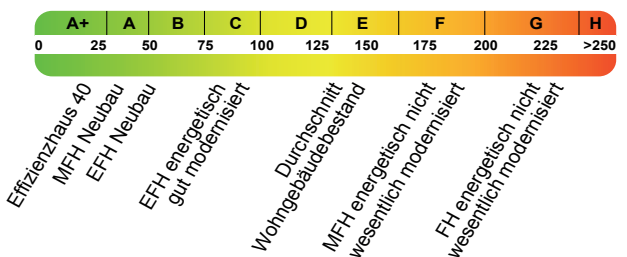 A+ A B C D E F G H
0 25 50 75 100 125 150 175 200 225 >250
Effizienzhaus 40
MFH Neubau
EFH Neubau
EFH energetisch
gut modernisiert
Durchschnitt
Wohngebäudebestand
MFH energetisch nicht
wesentlich modernisiert
FH energetisch nicht
wesentlich modernisiert